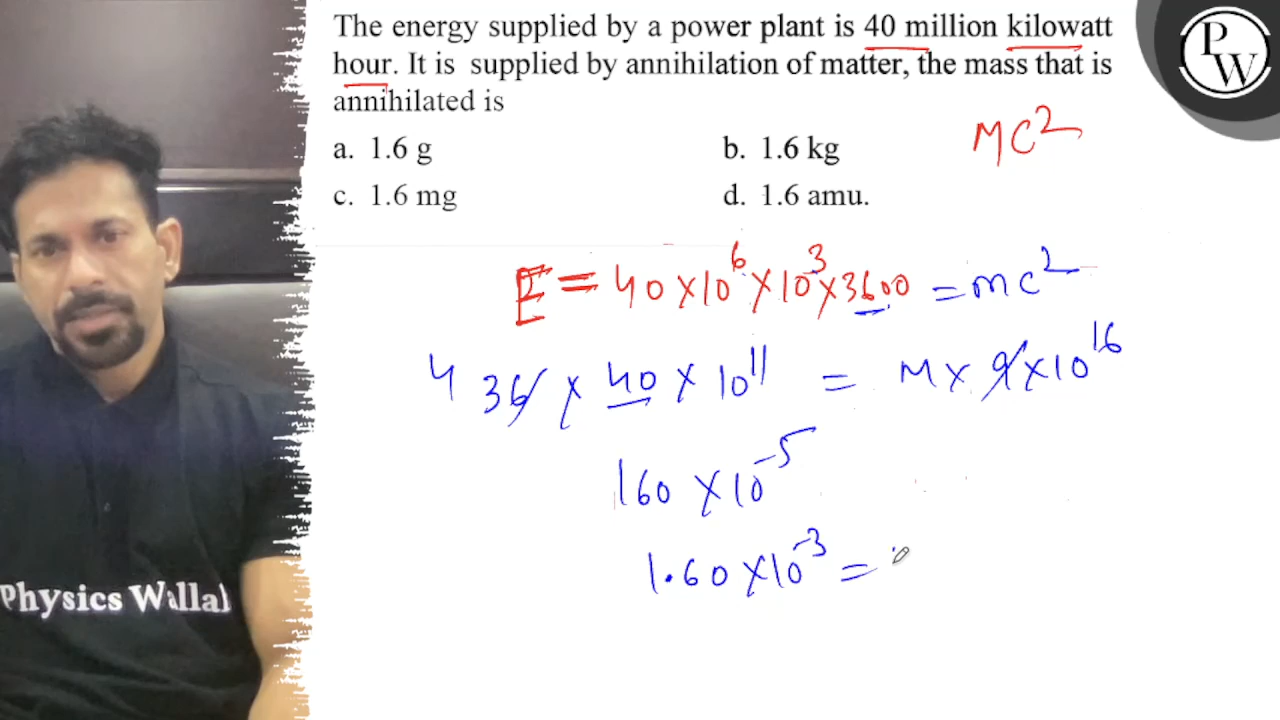 The energy supplied by a power plant is 40 million kilowatt
hour. It is supplied by annihilation of matter, the mass that is
annihilated is
a. 1.6 g
b. 1.6 kg
c. 1.6 mg
d. 1.6 amu.
MC²
E = 40 × 10⁶ × 10³ × 3600 = mc²
4 36 × 40 × 10¹¹ = M × 9 × 10¹⁶
160 × 10⁻⁵
1.60 × 10⁻³ =
PW
Physics Wallah